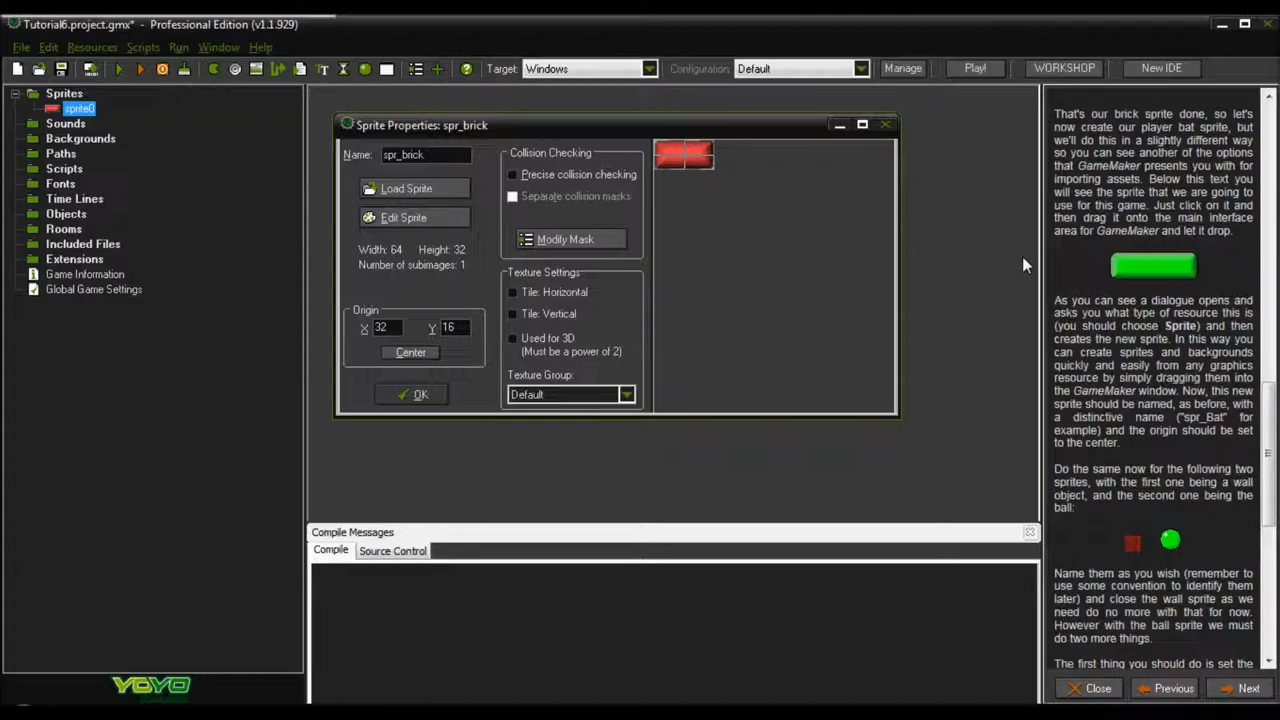 Tutorial6.project.gmx* - Professional Edition (v1.1.929)
File Edit Resources Scripts Run Window Help
Target: Windows Configuration: Default Manage Play! WORKSHOP New IDE
Sprites
sprite0
Sounds
Backgrounds
Paths
Scripts
Fonts
Time Lines
Objects
Rooms
Included Files
Extensions
Game Information
Global Game Settings
YOYO
Sprite Properties: spr_brick
Name: spr_brick
Load Sprite
Edit Sprite
Width: 64 Height: 32
Number of subimages: 1
Origin
X 32 Y 16
Center
OK
Collision Checking
Precise collision checking
Separate collision masks
Modify Mask
Texture Settings
Tile: Horizontal
Tile: Vertical
Used for 3D
(Must be a power of 2)
Texture Group:
Default
Compile Messages
Compile Source Control
That's our brick sprite done, so let's
now create our player bat sprite, but
we'll do this in a slightly different way
so you can see another of the options
that GameMaker presents you with for
importing assets. Below this text you
will see the sprite that we are going to
use for this game. Just click on it and
then drag it onto the main interface
area for GameMaker and let it drop.
As you can see a dialogue opens and
asks you what type of resource this is
(you should choose Sprite) and then
creates the new sprite. In this way you
can create sprites and backgrounds
quickly and easily from any graphics
resource by simply dragging them into
the GameMaker window. Now, this new
sprite should be named, as before, with
a distinctive name ("spr_Bat" for
example) and the origin should be set
to the center.
Do the same now for the following two
sprites, with the first one being a wall
object, and the second one being the
ball:
Name them as you wish (remember to
use some convention to identify them
later) and close the wall sprite as we
need do no more with that for now.
However with the ball sprite we must
do two more things.
The first thing you should do is set the
Close Previous Next